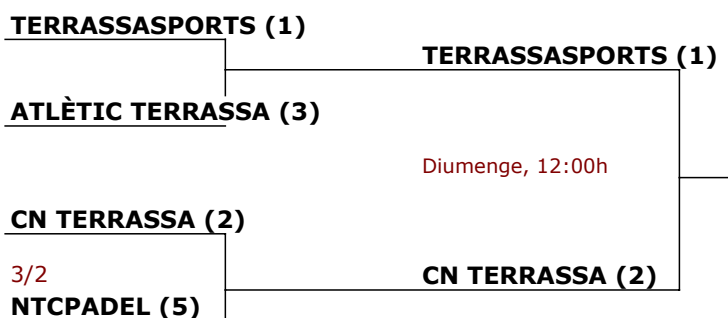 TERRASSASPORTS (1)
TERRASSASPORTS (1)
ATLÈTIC TERRASSA (3)
Diumenge, 12:00h
CN TERRASSA (2)
3/2
CN TERRASSA (2)
NTCPADEL (5)